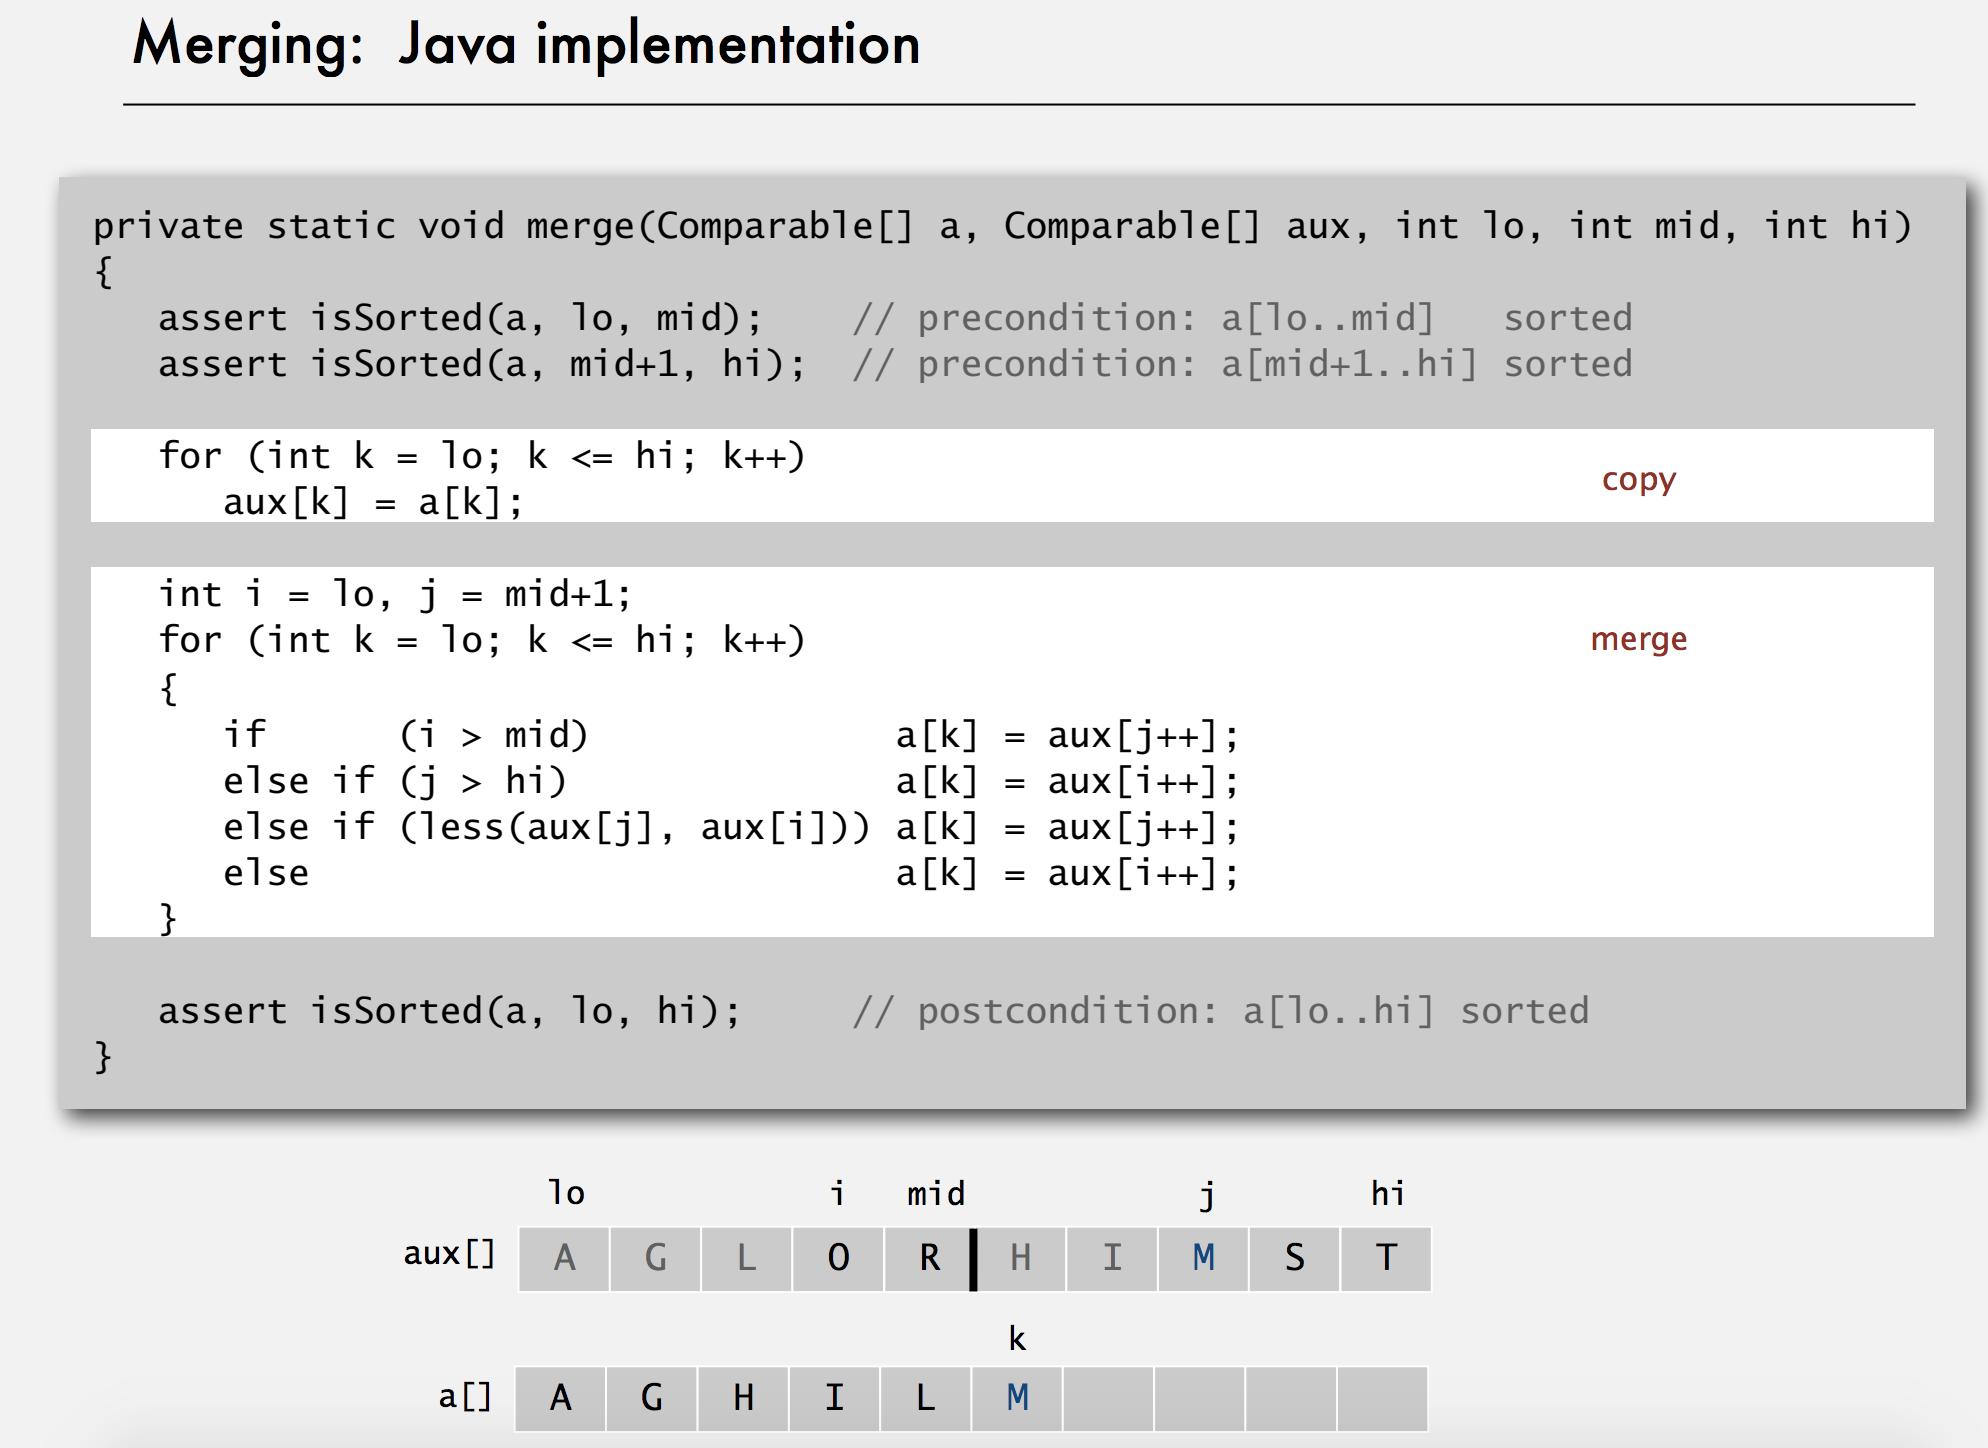 Merging: Java implementation
private static void merge(Comparable[] a, Comparable[] aux, int lo, int mid, int hi)
{
assert isSorted(a, lo, mid); // precondition: a[lo..mid] sorted
assert isSorted(a, mid+1, hi); // precondition: a[mid+1..hi] sorted
for (int k = lo; k <= hi; k++)
aux[k] = a[k];
copy
int i = lo, j = mid+1;
for (int k = lo; k <= hi; k++)
merge
{
if (i > mid) a[k] = aux[j++];
else if (j > hi) a[k] = aux[i++];
else if (less(aux[j], aux[i])) a[k] = aux[j++];
else a[k] = aux[i++];
}
assert isSorted(a, lo, hi); // postcondition: a[lo..hi] sorted
}
lo i mid j hi
aux[] A G L O R H I M S T
k
a[] A G H I L M